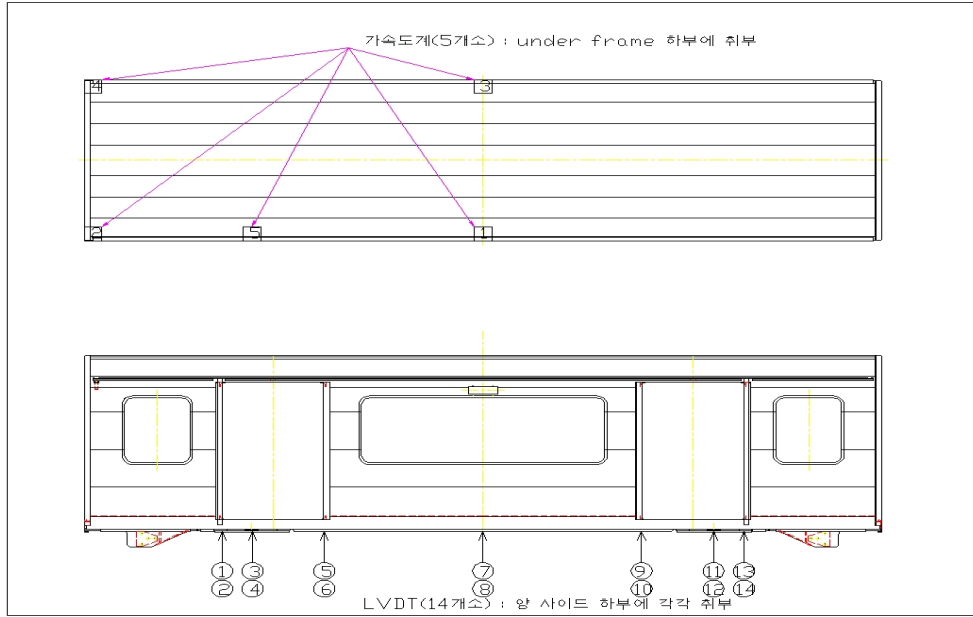 가속도계(5개소) : under frame 하부에 취부
4 3
2 5 1
① ③ ⑤ ⑦ ⑨ ⑪ ⑬
② ④ ⑥ ⑧ ⑩ ⑫ ⑭
LVDT(14개소) : 양 사이드 하부에 각각 취부